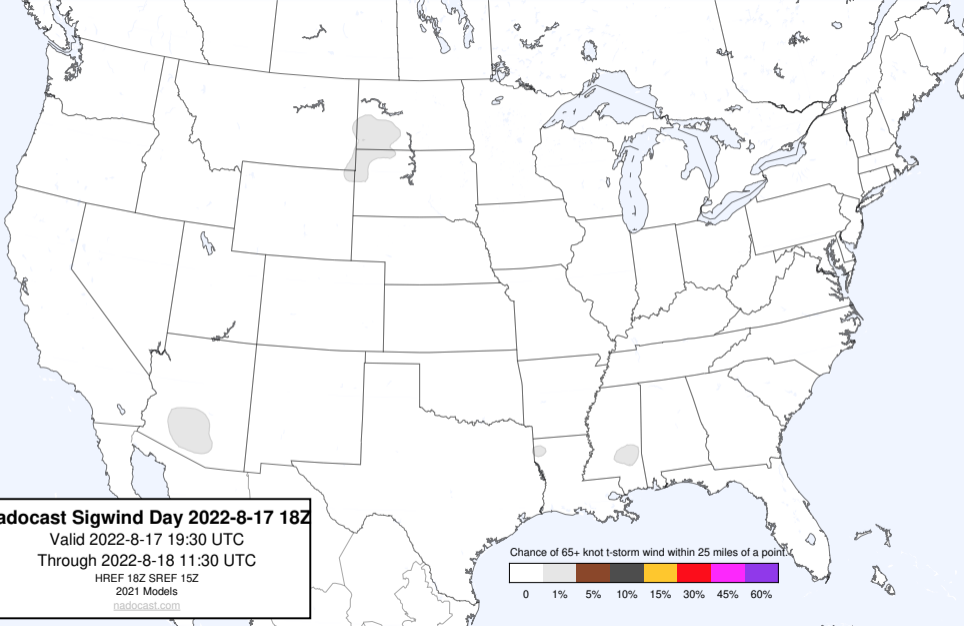 adocast Sigwind Day 2022-8-17 18Z
Valid 2022-8-17 19:30 UTC
Through 2022-8-18 11:30 UTC
HREF 18Z SREF 15Z
2021 Models
nadocast.com
Chance of 65+ knot t-storm wind within 25 miles of a point.
0 1% 5% 10% 15% 30% 45% 60%